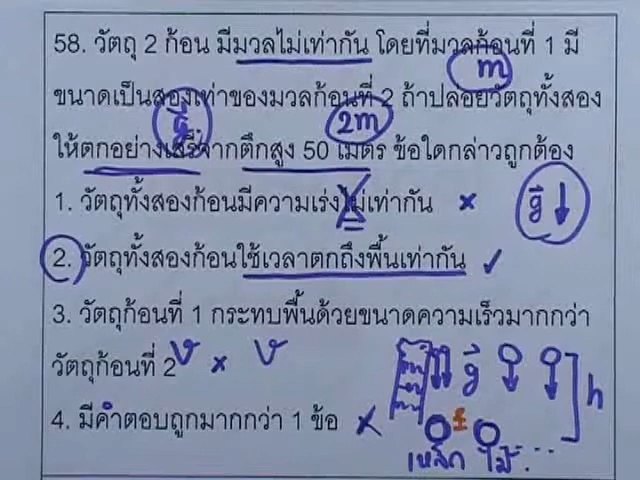 58. วัตถุ 2 ก้อน มีมวลไม่เท่ากัน โดยที่มวลก้อนที่ 1 มี
m
ขนาดเป็นสองเท่าของมวลก้อนที่ 2 ถ้าปล่อยวัตถุทั้งสอง
2m
ให้ตกอย่างเสรีจากตึกสูง 50 เมตร ข้อใดกล่าวถูกต้อง
1. วัตถุทั้งสองก้อนมีความเร่งไม่เท่ากัน ×
g ↓
2. วัตถุทั้งสองก้อนใช้เวลาตกถึงพื้นเท่ากัน ✓
3. วัตถุก้อนที่ 1 กระทบพื้นด้วยขนาดความเร็วมากกว่า
วัตถุก้อนที่ 2 v × v
g h
4. มีคำตอบถูกมากกว่า 1 ข้อ ×
t
เหล็ก ไม้ ...